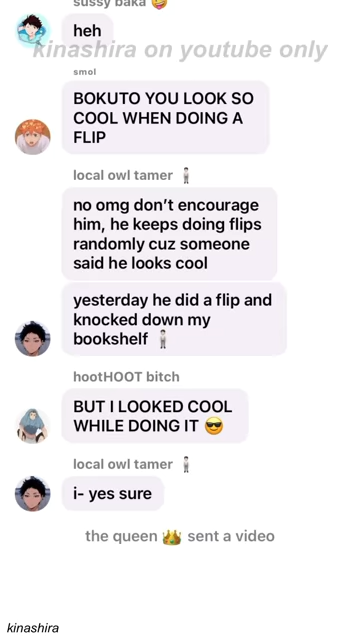 sussy baka 🤪
heh
kinashira on youtube only
smol
BOKUTO YOU LOOK SO
COOL WHEN DOING A
FLIP
local owl tamer 🧍🏻‍♂️
no omg don't encourage
him, he keeps doing flips
randomly cuz someone
said he looks cool
yesterday he did a flip and
knocked down my
bookshelf 🧍🏻‍♂️
hootHOOT bitch
BUT I LOOKED COOL
WHILE DOING IT 😎
local owl tamer 🧍🏻‍♂️
i- yes sure
the queen 👑 sent a video
kinashira